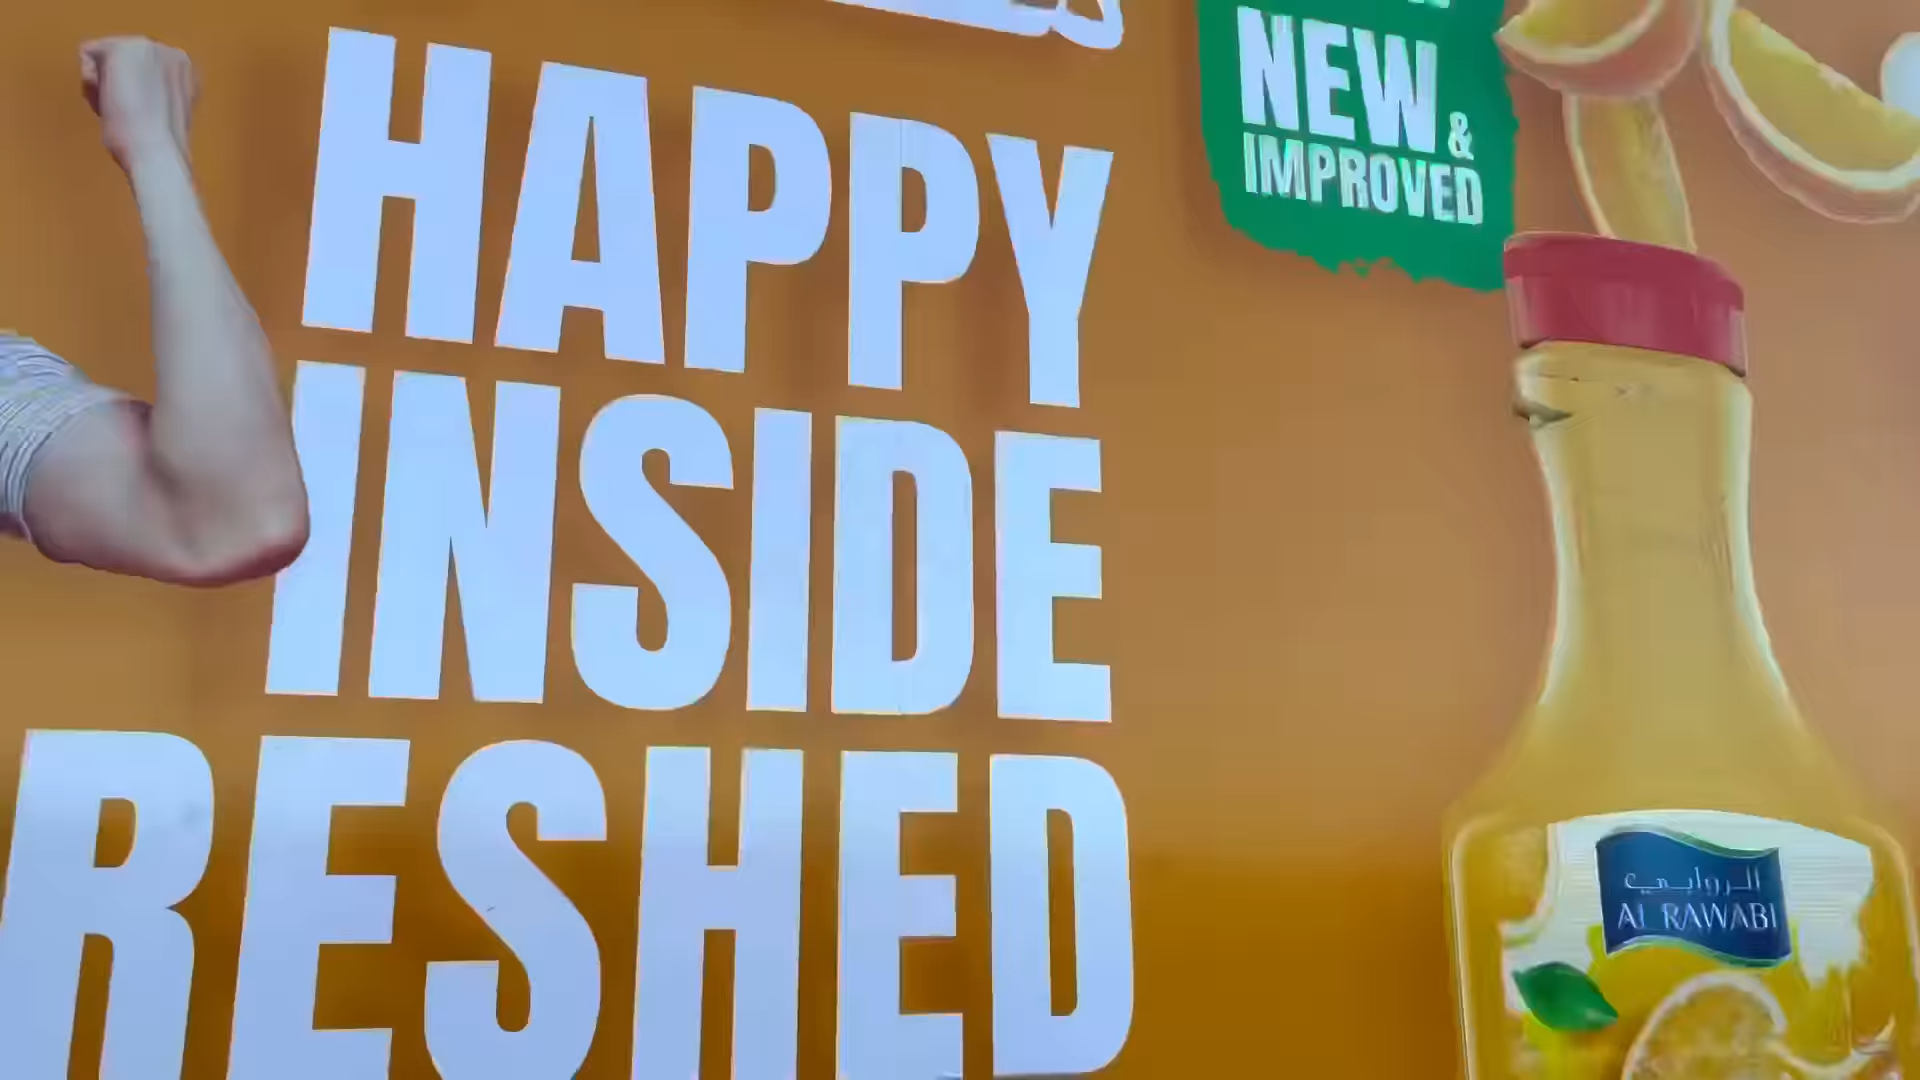 HAPPY
INSIDE
RESHED
NEW &
IMPROVED
الروابي
AL RAWABI